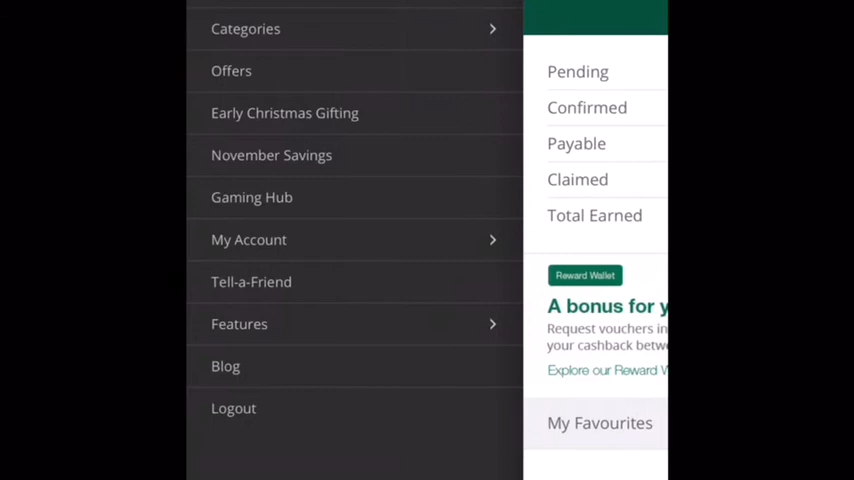 Categories
Offers
Early Christmas Gifting
November Savings
Gaming Hub
My Account
Tell-a-Friend
Features
Blog
Logout
Pending
Confirmed
Payable
Claimed
Total Earned
Reward Wallet
A bonus for y
Request vouchers in
your cashback betw
Explore our Reward W
My Favourites